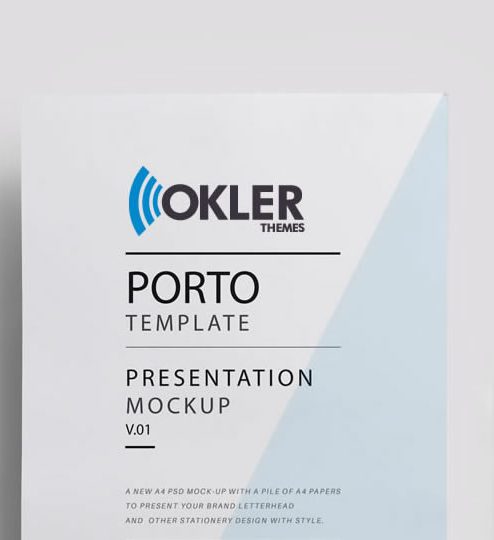 OKLER
THEMES
PORTO
TEMPLATE
PRESENTATION
MOCKUP
V.01
A NEW A4 PSD MOCK-UP WITH A PILE OF A4 PAPERS
TO PRESENT YOUR BRAND LETTERHEAD
AND OTHER STATIONERY DESIGN WITH STYLE.